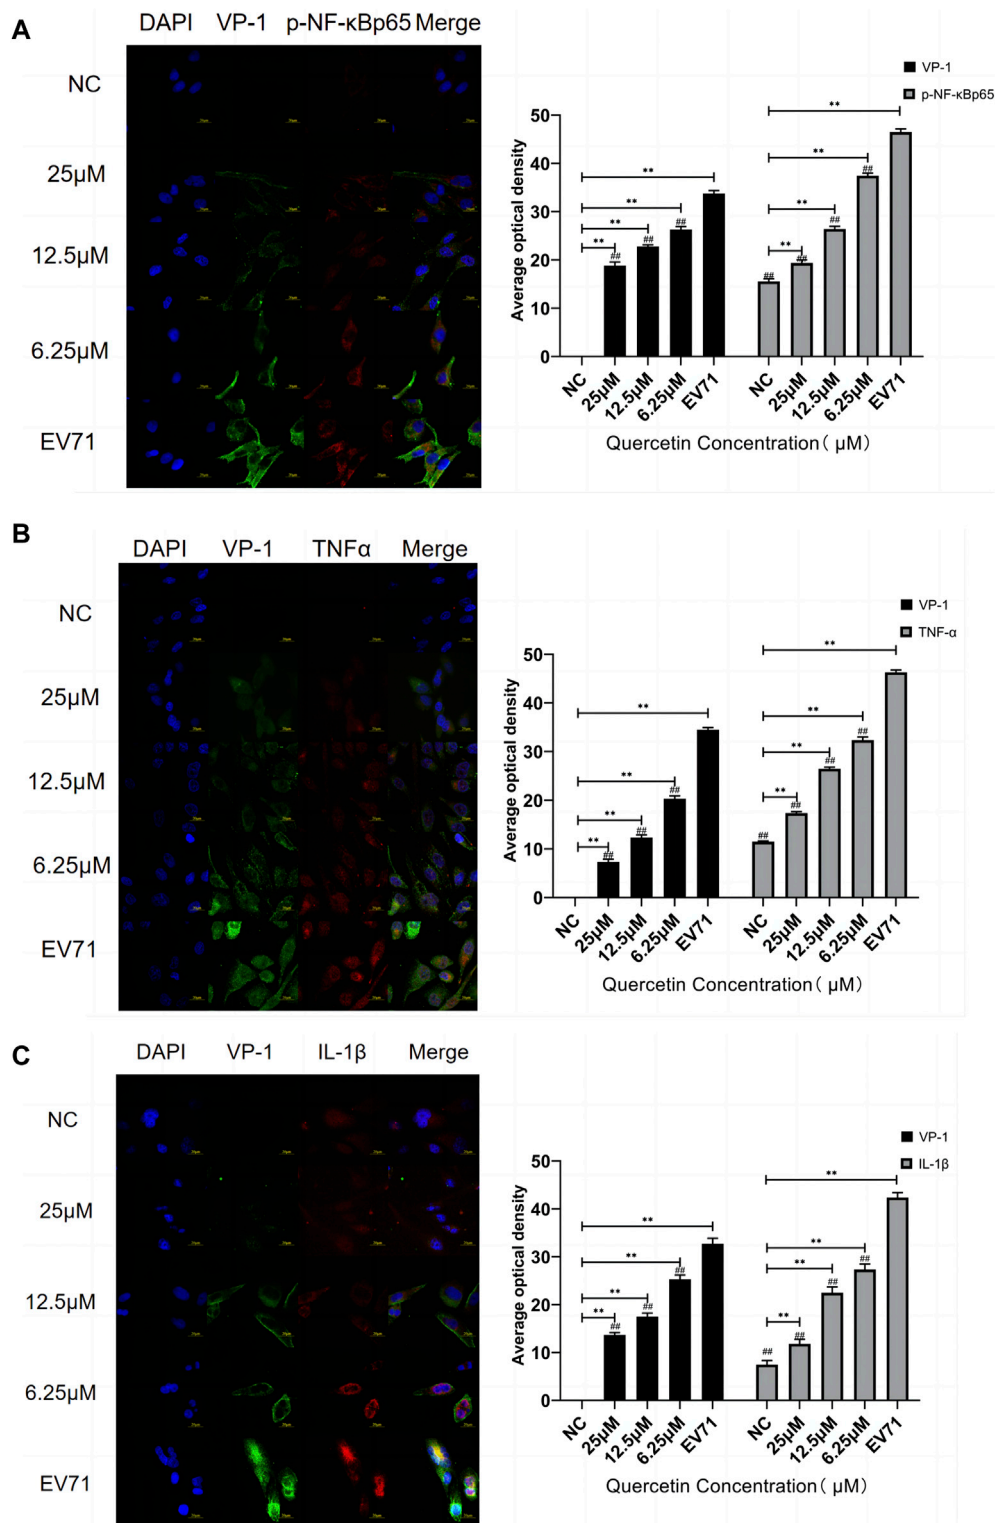 A
DAPI VP-1 p-NF-κBp65 Merge
NC
25μM
12.5μM
6.25μM
EV71
VP-1
p-NF-κBp65
Average optical density
50
40
30
20
10
0
** ** ** ** ** ** ** **
## ## ## ## ## ## ##
NC 25μM 12.5μM 6.25μM EV71 NC 25μM 12.5μM 6.25μM EV71
Quercetin Concentration( μM)
B
DAPI VP-1 TNFα Merge
NC
25μM
12.5μM
6.25μM
EV71
VP-1
TNF-α
Average optical density
50
40
30
20
10
0
** ** ** ** ** ** ** **
## ## ## ## ## ## ##
NC 25μM 12.5μM 6.25μM EV71 NC 25μM 12.5μM 6.25μM EV71
Quercetin Concentration( μM)
C
DAPI VP-1 IL-1β Merge
NC
25μM
12.5μM
6.25μM
EV71
VP-1
IL-1β
Average optical density
50
40
30
20
10
0
** ** ** ** ** ** ** **
## ## ## ## ## ## ##
NC 25μM 12.5μM 6.25μM EV71 NC 25μM 12.5μM 6.25μM EV71
Quercetin Concentration( μM)